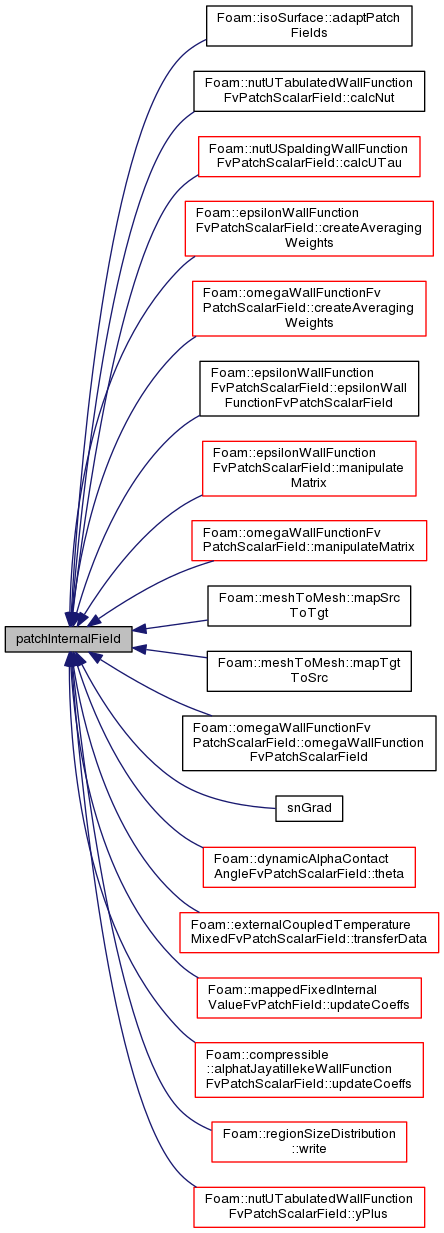 Foam::isoSurface::adaptPatch
Fields
Foam::nutUTabulatedWallFunction
FvPatchScalarField::calcNut
Foam::nutUSpaldingWallFunction
FvPatchScalarField::calcUTau
Foam::epsilonWallFunction
FvPatchScalarField::createAveraging
Weights
Foam::omegaWallFunctionFv
PatchScalarField::createAveraging
Weights
Foam::epsilonWallFunction
FvPatchScalarField::epsilonWall
FunctionFvPatchScalarField
Foam::epsilonWallFunction
FvPatchScalarField::manipulate
Matrix
Foam::omegaWallFunctionFv
PatchScalarField::manipulateMatrix
Foam::meshToMesh::mapSrc
ToTgt
patchInternalField
Foam::meshToMesh::mapTgt
ToSrc
Foam::omegaWallFunctionFv
PatchScalarField::omegaWallFunction
FvPatchScalarField
snGrad
Foam::dynamicAlphaContact
AngleFvPatchScalarField::theta
Foam::externalCoupledTemperature
MixedFvPatchScalarField::transferData
Foam::mappedFixedInternal
ValueFvPatchField::updateCoeffs
Foam::compressible
::alphatJayatillekeWallFunction
FvPatchScalarField::updateCoeffs
Foam::regionSizeDistribution
::write
Foam::nutUTabulatedWallFunction
FvPatchScalarField::yPlus